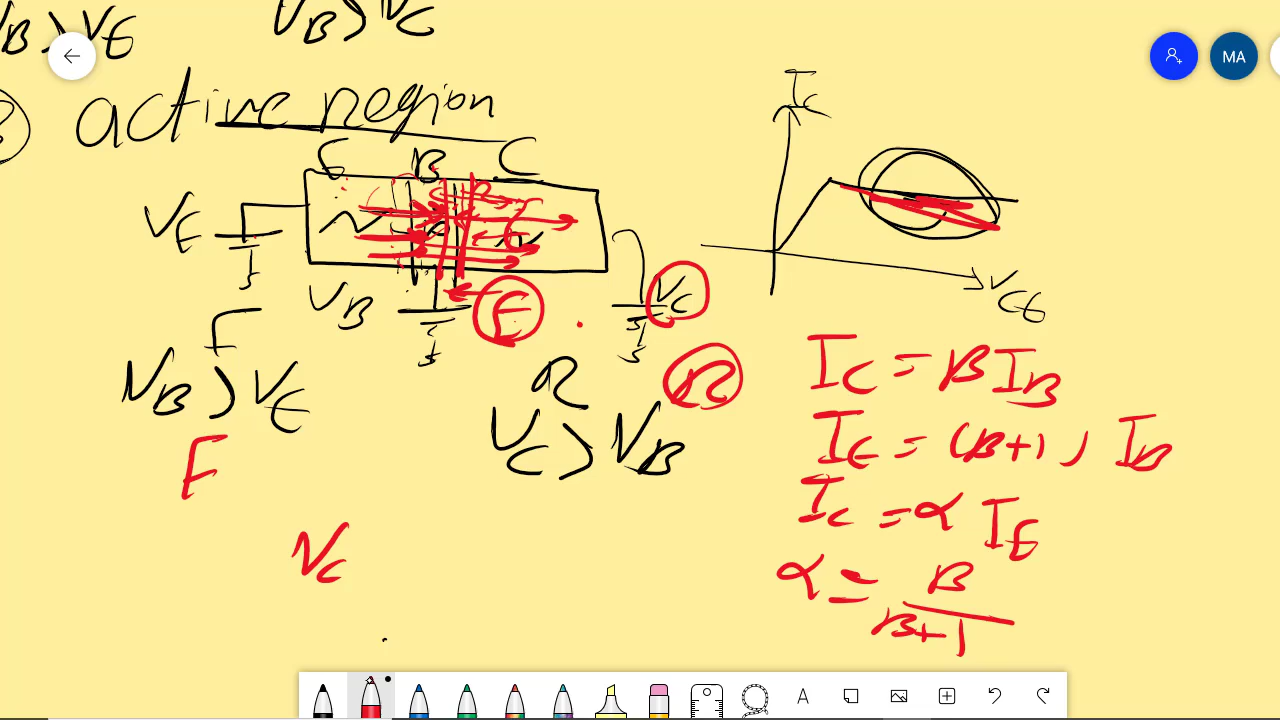 VB > VE
VB > VC
active region
E B C
VE
VB
E
VC
F
VB > VE
F
R
VC > VB
R
VC
IC
VCE
IC = β IB
IE = (β+1) IB
IC = α IE
α = β
β+1
MA
A